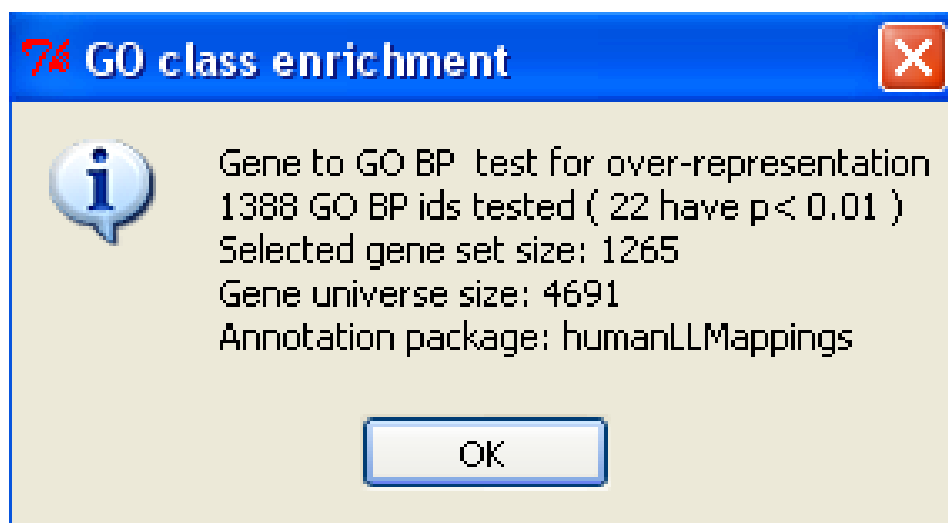 GO class enrichment
Gene to GO BP  test for over-representation
1388 GO BP ids tested ( 22 have p< 0.01 )
Selected gene set size: 1265
Gene universe size: 4691
Annotation package: humanLLMappings
OK